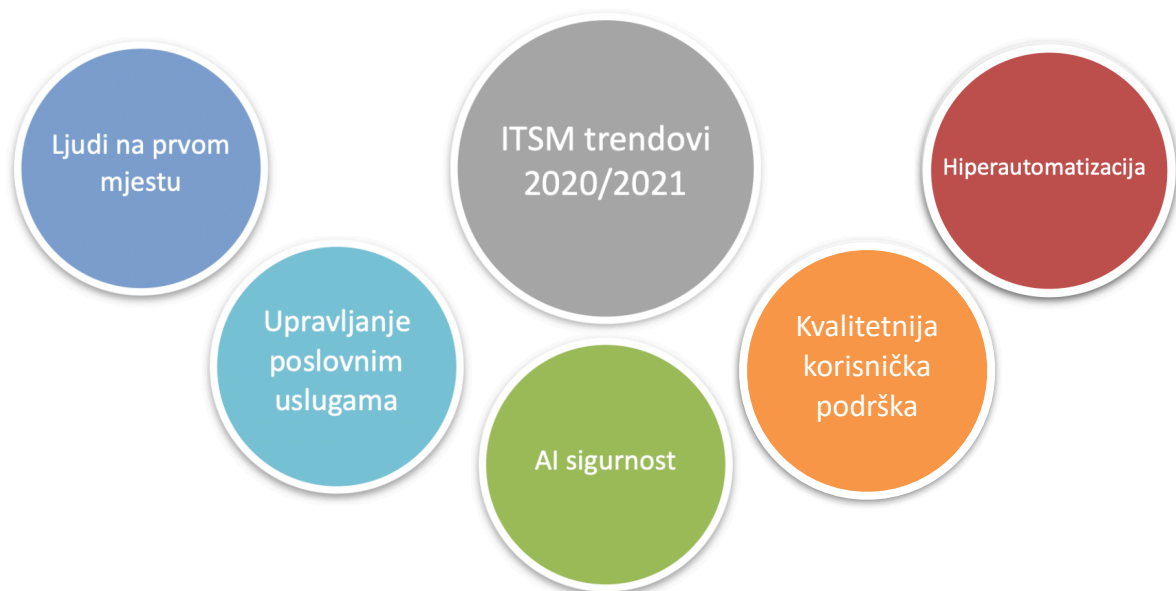 ITSM trendovi
2020/2021
Ljudi na prvom
mjestu
Upravljanje
poslovnim
uslugama
AI sigurnost
Kvalitetnija
korisnička
podrška
Hiperautomatizacija